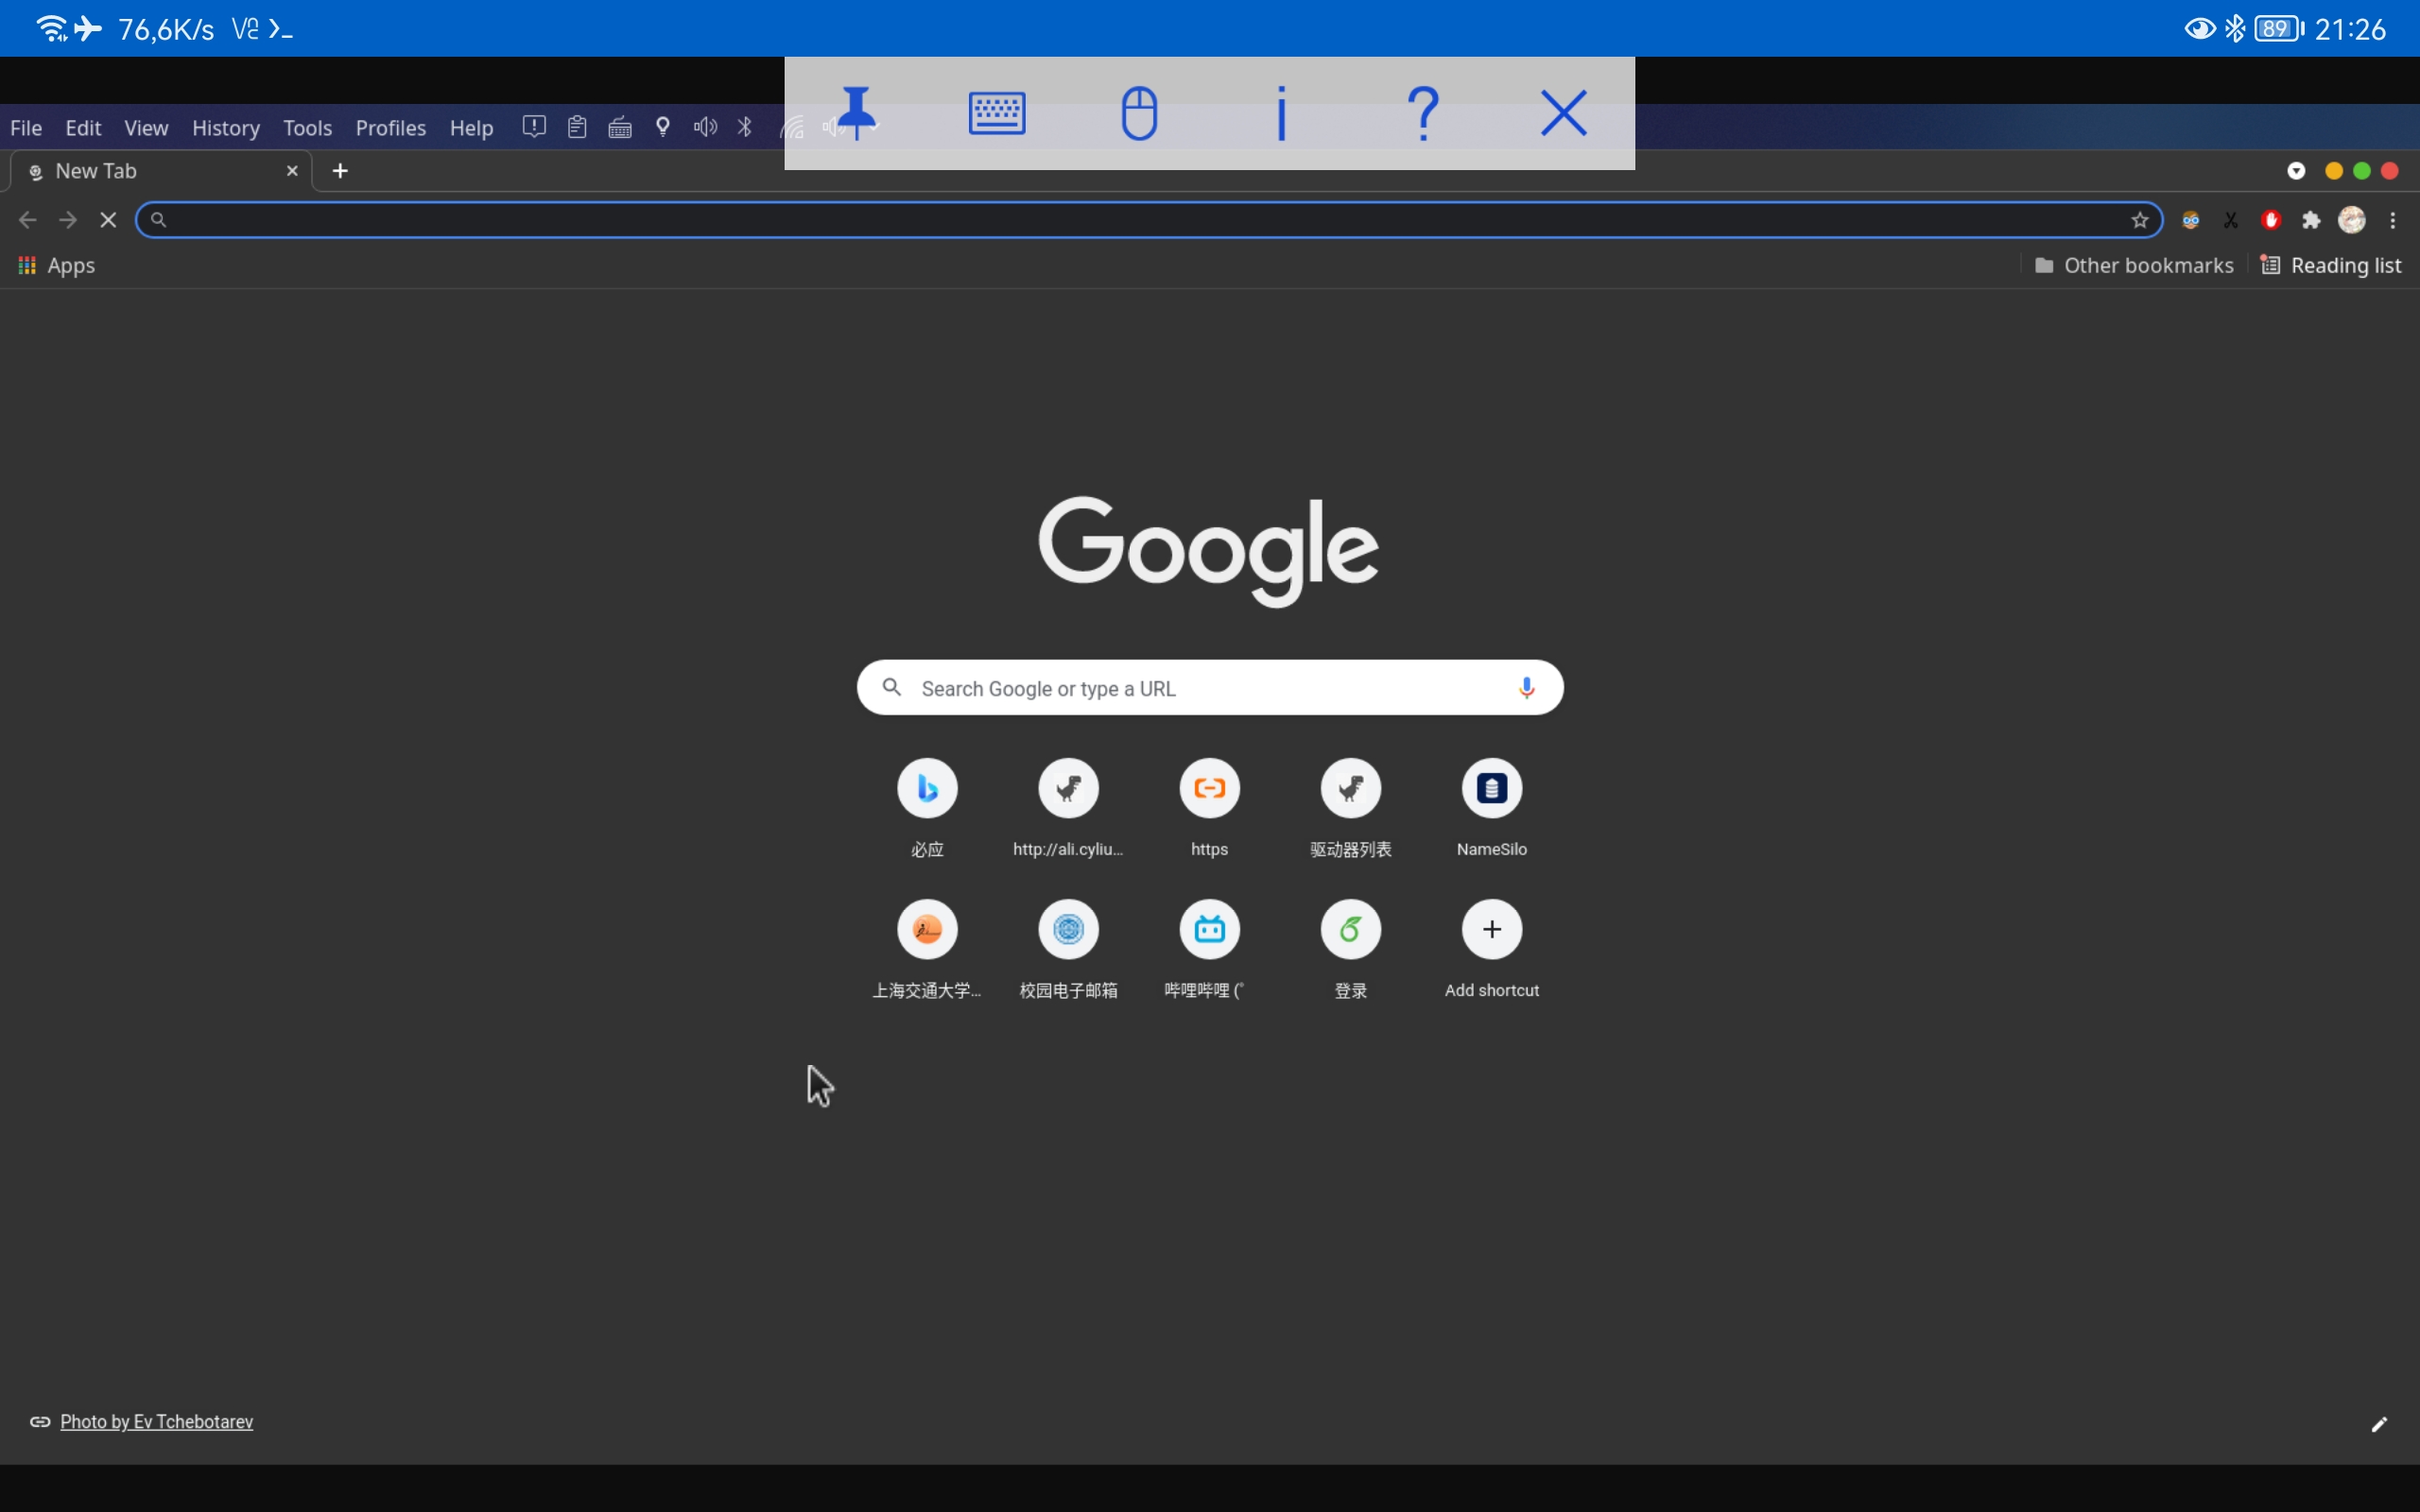 76,6K/s
89
21:26
File Edit View History Tools Profiles Help
New Tab
Apps
Other bookmarks
Reading list
Google
Search Google or type a URL
必应
http://ali.cyliu...
https
驱动器列表
NameSilo
上海交通大学...
校园电子邮箱
哔哩哔哩 (゜
登录
Add shortcut
Photo by Ev Tchebotarev